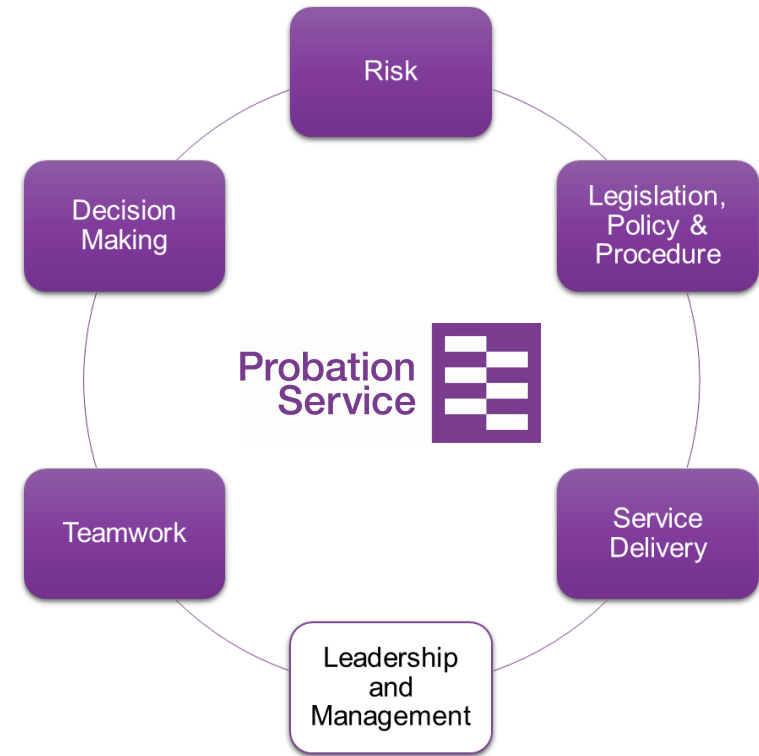 Risk
Legislation,
Policy &
Procedure
Service
Delivery
Leadership
and
Management
Teamwork
Decision
Making
Probation
Service